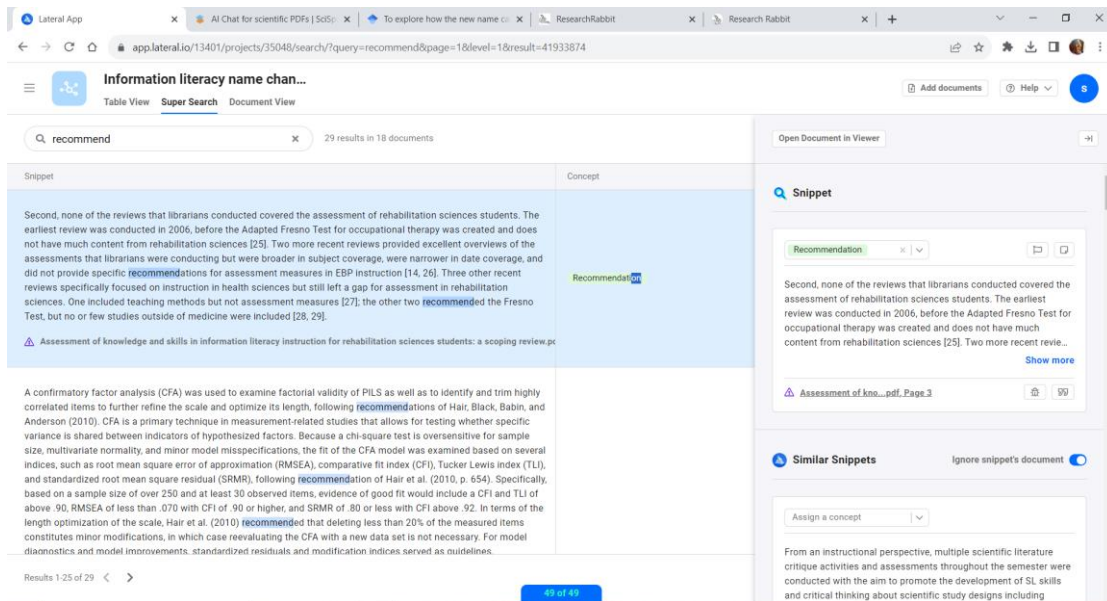 Lateral App
AI Chat for scientific PDFs | SciSp
To explore how the new name ca
ResearchRabbit
Research Rabbit
app.lateral.io/13401/projects/35048/search/?query=recommend&page=1&level=1&result=41933874
Information literacy name chan...
Table View Super Search Document View
Add documents
Help
S
recommend
29 results in 18 documents
Open Document in Viewer
Snippet
Concept
Second, none of the reviews that librarians conducted covered the assessment of rehabilitation sciences students. The
earliest review was conducted in 2006, before the Adapted Fresno Test for occupational therapy was created and does
not have much content from rehabilitation sciences [25]. Two more recent reviews provided excellent overviews of the
assessments that librarians were conducting but were broader in subject coverage, were narrower in date coverage, and
did not provide specific recommendations for assessment measures in EBP instruction [14, 26]. Three other recent
reviews specifically focused on instruction in health sciences but still left a gap for assessment in rehabilitation
sciences. One included teaching methods but not assessment measures [27]; the other two recommended the Fresno
Test, but no or few studies outside of medicine were included [28, 29].
Assessment of knowledge and skills in information literacy instruction for rehabilitation sciences students: a scoping review.pd
Recommendation
A confirmatory factor analysis (CFA) was used to examine factorial validity of PILS as well as to identify and trim highly
correlated items to further refine the scale and optimize its length, following recommendations of Hair, Black, Babin, and
Anderson (2010). CFA is a primary technique in measurement-related studies that allows for testing whether specific
variance is shared between indicators of hypothesized factors. Because a chi-square test is oversensitive for sample
size, multivariate normality, and minor model misspecifications, the fit of the CFA model was examined based on several
indices, such as root mean square error of approximation (RMSEA), comparative fit index (CFI), Tucker Lewis index (TLI),
and standardized root mean square residual (SRMR), following recommendation of Hair et al. (2010, p. 654). Specifically,
based on a sample size of over 250 and at least 30 observed items, evidence of good fit would include a CFI and TLI of
above .90, RMSEA of less than .070 with CFI of .90 or higher, and SRMR of .80 or less with CFI above .92. In terms of the
length optimization of the scale, Hair et al. (2010) recommended that deleting less than 20% of the measured items
constitutes minor modifications, in which case reevaluating the CFA with a new data set is not necessary. For model
diagnostics and model improvements, standardized residuals and modification indices served as guidelines.
Results 1-25 of 29
49 of 49
Snippet
Recommendation
Second, none of the reviews that librarians conducted covered the
assessment of rehabilitation sciences students. The earliest
review was conducted in 2006, before the Adapted Fresno Test for
occupational therapy was created and does not have much
content from rehabilitation sciences [25]. Two more recent revie...
Show more
Assessment of kno...pdf, Page 3
Similar Snippets
Ignore snippet's document
Assign a concept
From an instructional perspective, multiple scientific literature
critique activities and assessments throughout the semester were
conducted with the aim to promote the development of SL skills
and critical thinking about scientific study designs including